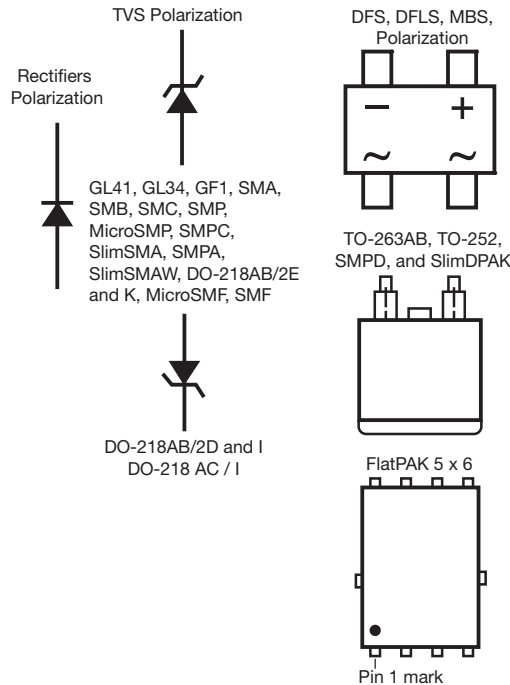 TVS Polarization
Rectifiers
Polarization
GL41, GL34, GF1, SMA,
SMB, SMC, SMP,
MicroSMP, SMPC,
SlimSMA, SMPA,
SlimSMAW, DO-218AB/2E
and K, MicroSMF, SMF
DO-218AB/2D and I
DO-218 AC / I
DFS, DFLS, MBS,
Polarization
− +
~ ~
TO-263AB, TO-252,
SMPD, and SlimDPAK
FlatPAK 5 x 6
Pin 1 mark